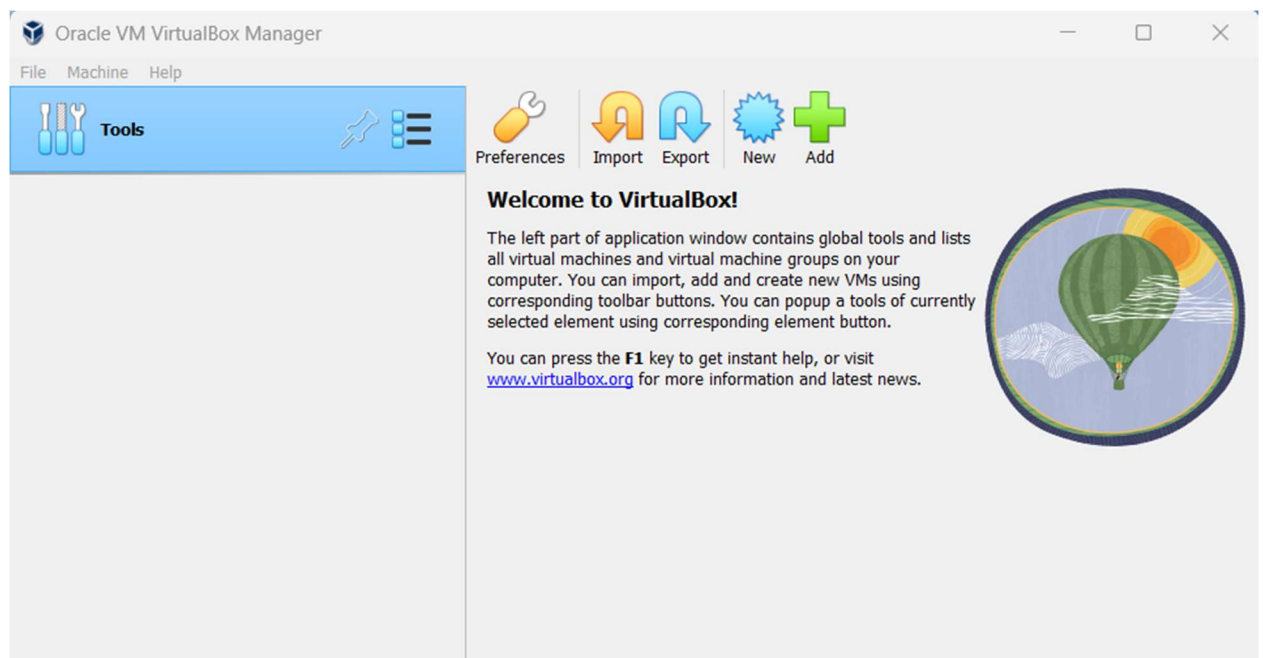 Oracle VM VirtualBox Manager
File Machine Help
Tools
Preferences Import Export New Add
Welcome to VirtualBox!
The left part of application window contains global tools and lists
all virtual machines and virtual machine groups on your
computer. You can import, add and create new VMs using
corresponding toolbar buttons. You can popup a tools of currently
selected element using corresponding element button.
You can press the F1 key to get instant help, or visit
www.virtualbox.org for more information and latest news.